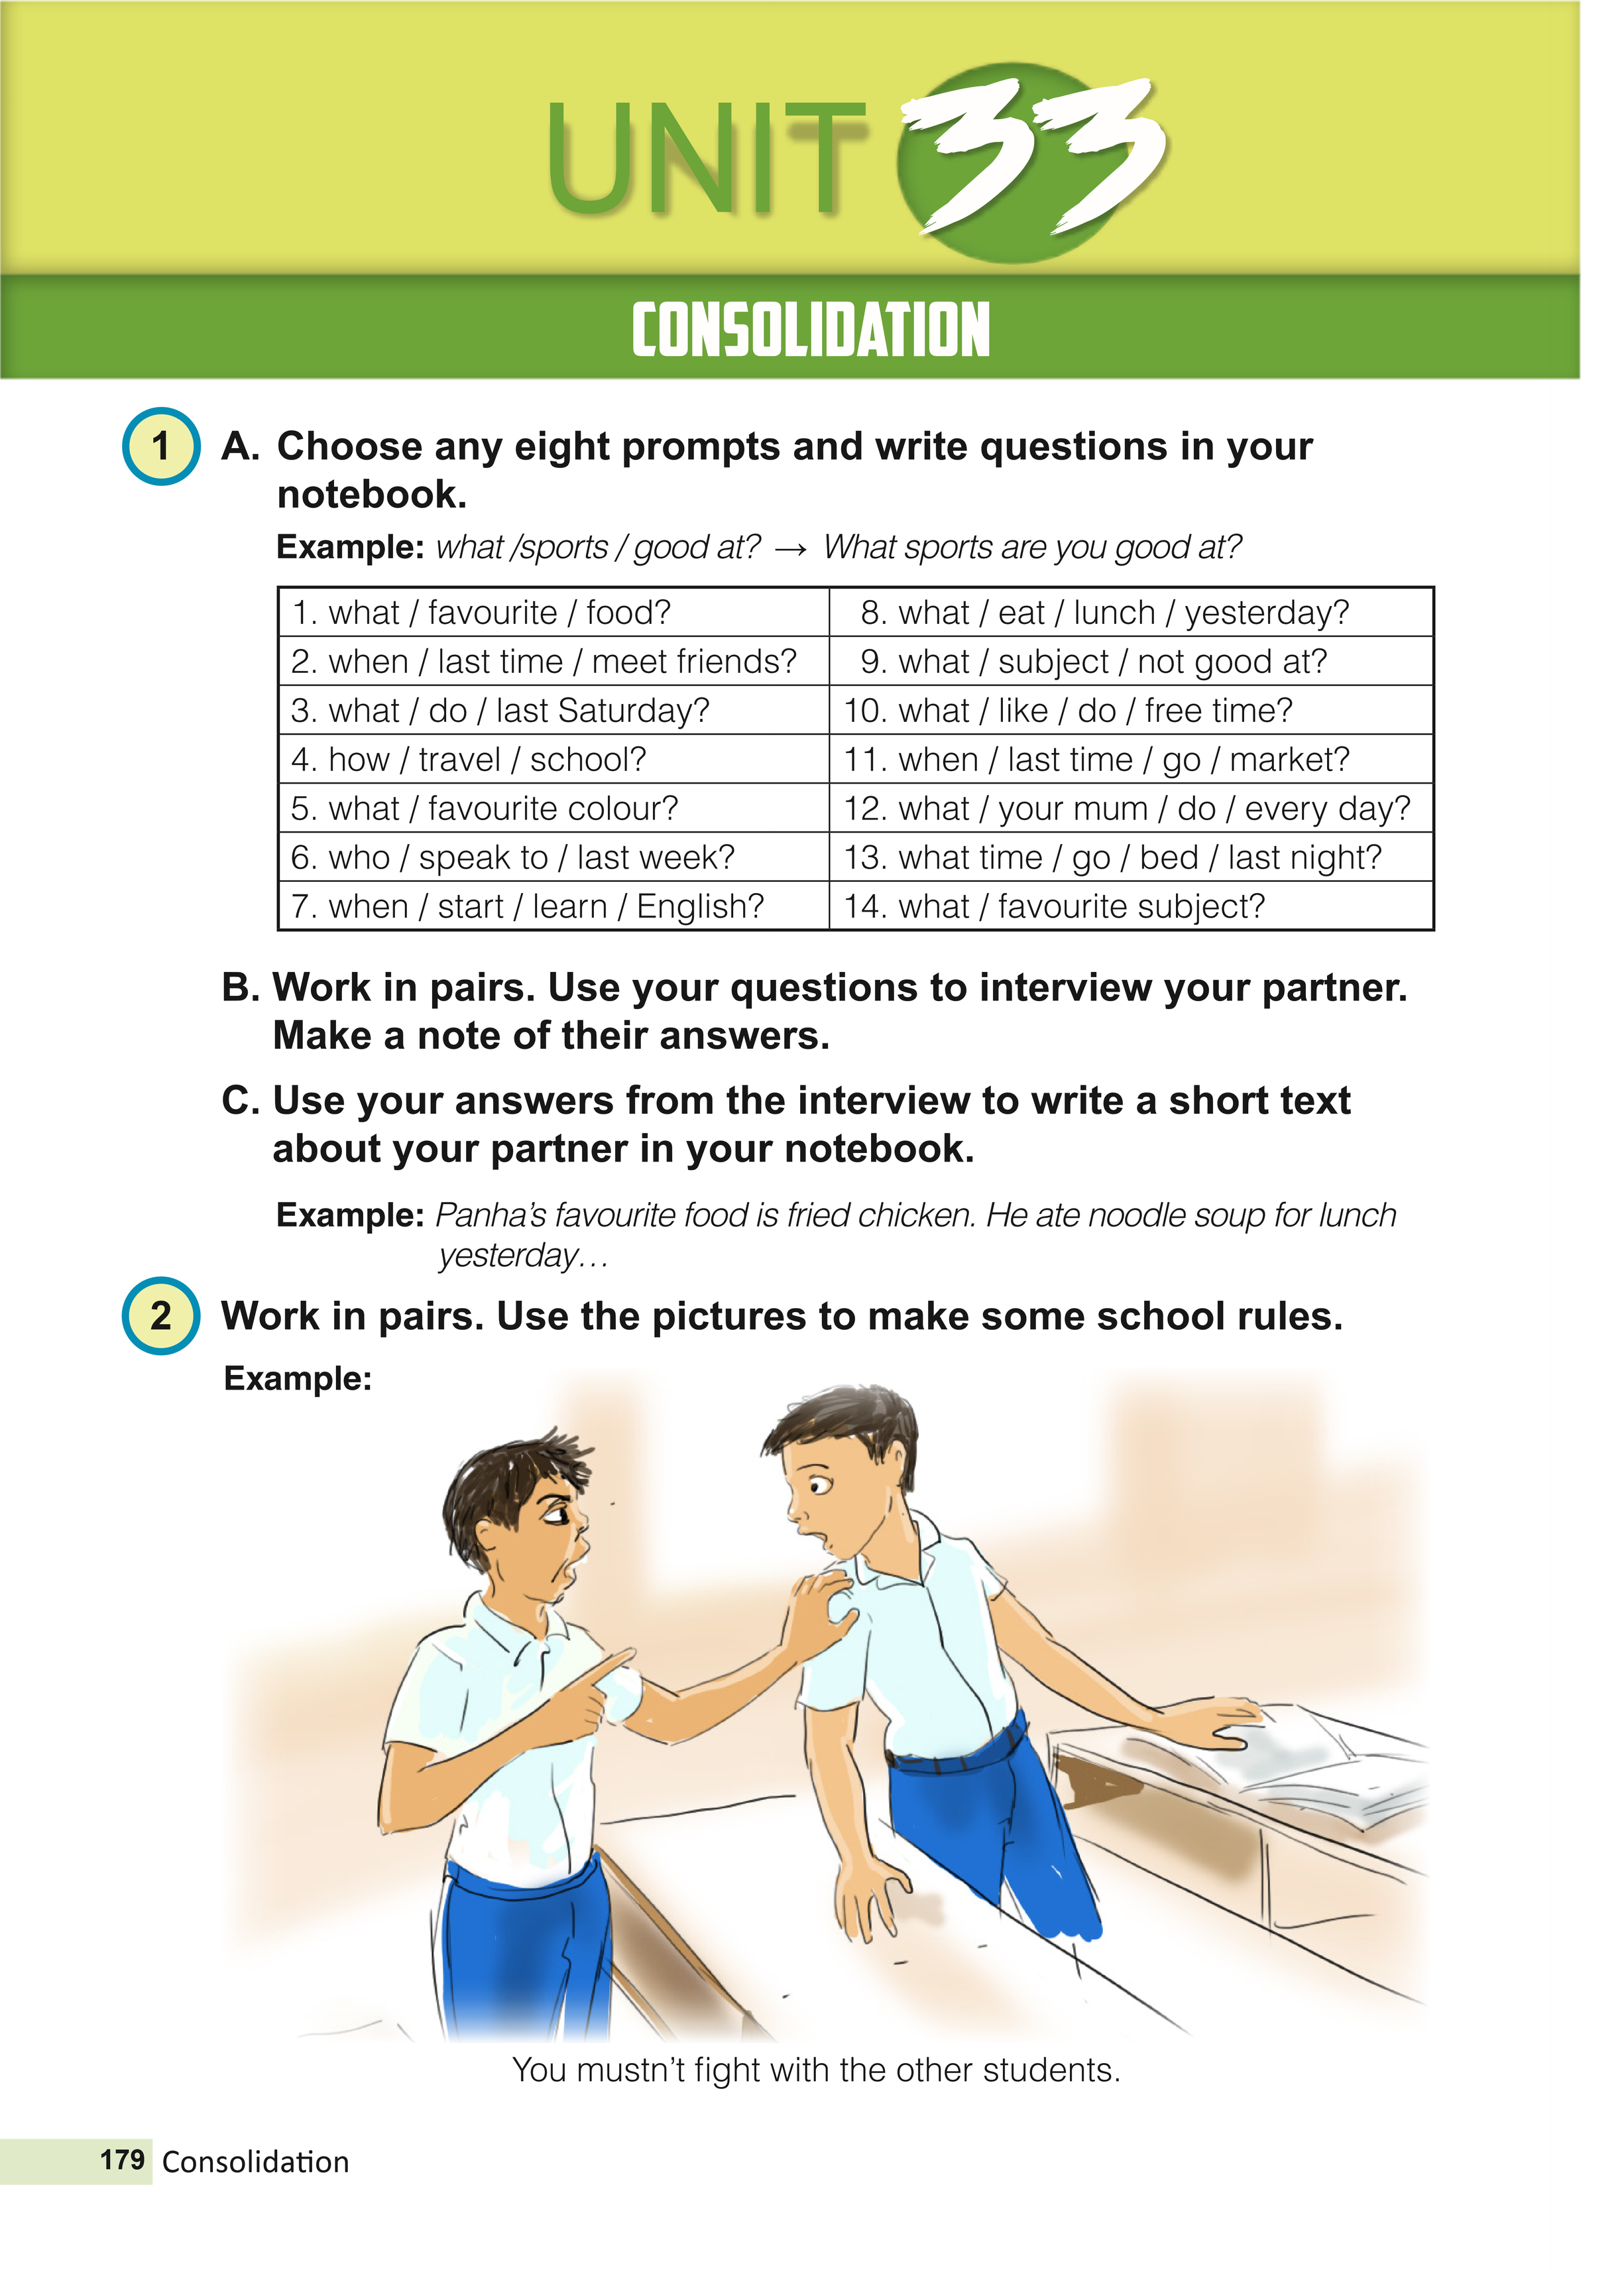 UNIT 33
CONSOLIDATION
1 A. Choose any eight prompts and write questions in your
notebook.
Example: what /sports / good at? → What sports are you good at?
1. what / favourite / food?
8. what / eat / lunch / yesterday?
2. when / last time / meet friends?
9. what / subject / not good at?
3. what / do / last Saturday?
10. what / like / do / free time?
4. how / travel / school?
11. when / last time / go / market?
5. what / favourite colour?
12. what / your mum / do / every day?
6. who / speak to / last week?
13. what time / go / bed / last night?
7. when / start / learn / English?
14. what / favourite subject?
B. Work in pairs. Use your questions to interview your partner.
Make a note of their answers.
C. Use your answers from the interview to write a short text
about your partner in your notebook.
Example: Panha’s favourite food is fried chicken. He ate noodle soup for lunch
yesterday…
2 Work in pairs. Use the pictures to make some school rules.
Example:
You mustn’t fight with the other students.
179 Consolidation